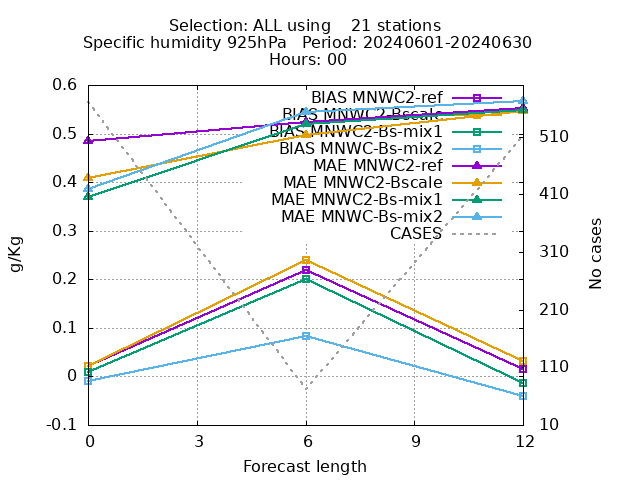 Selection: ALL using    21 stations
Specific humidity 925hPa   Period: 20240601-20240630
Hours: 00
0.6
0.5
0.4
0.3
0.2
0.1
0
-0.1
g/Kg
BIAS MNWC2-ref
BIAS MNWC2-Bscale
BIAS MNWC2-Bs-mix1
BIAS MNWC-Bs-mix2
MAE MNWC2-ref
MAE MNWC2-Bscale
MAE MNWC2-Bs-mix1
MAE MNWC-Bs-mix2
CASES
510
410
310
210
110
10
No cases
0 3 6 9 12
Forecast length